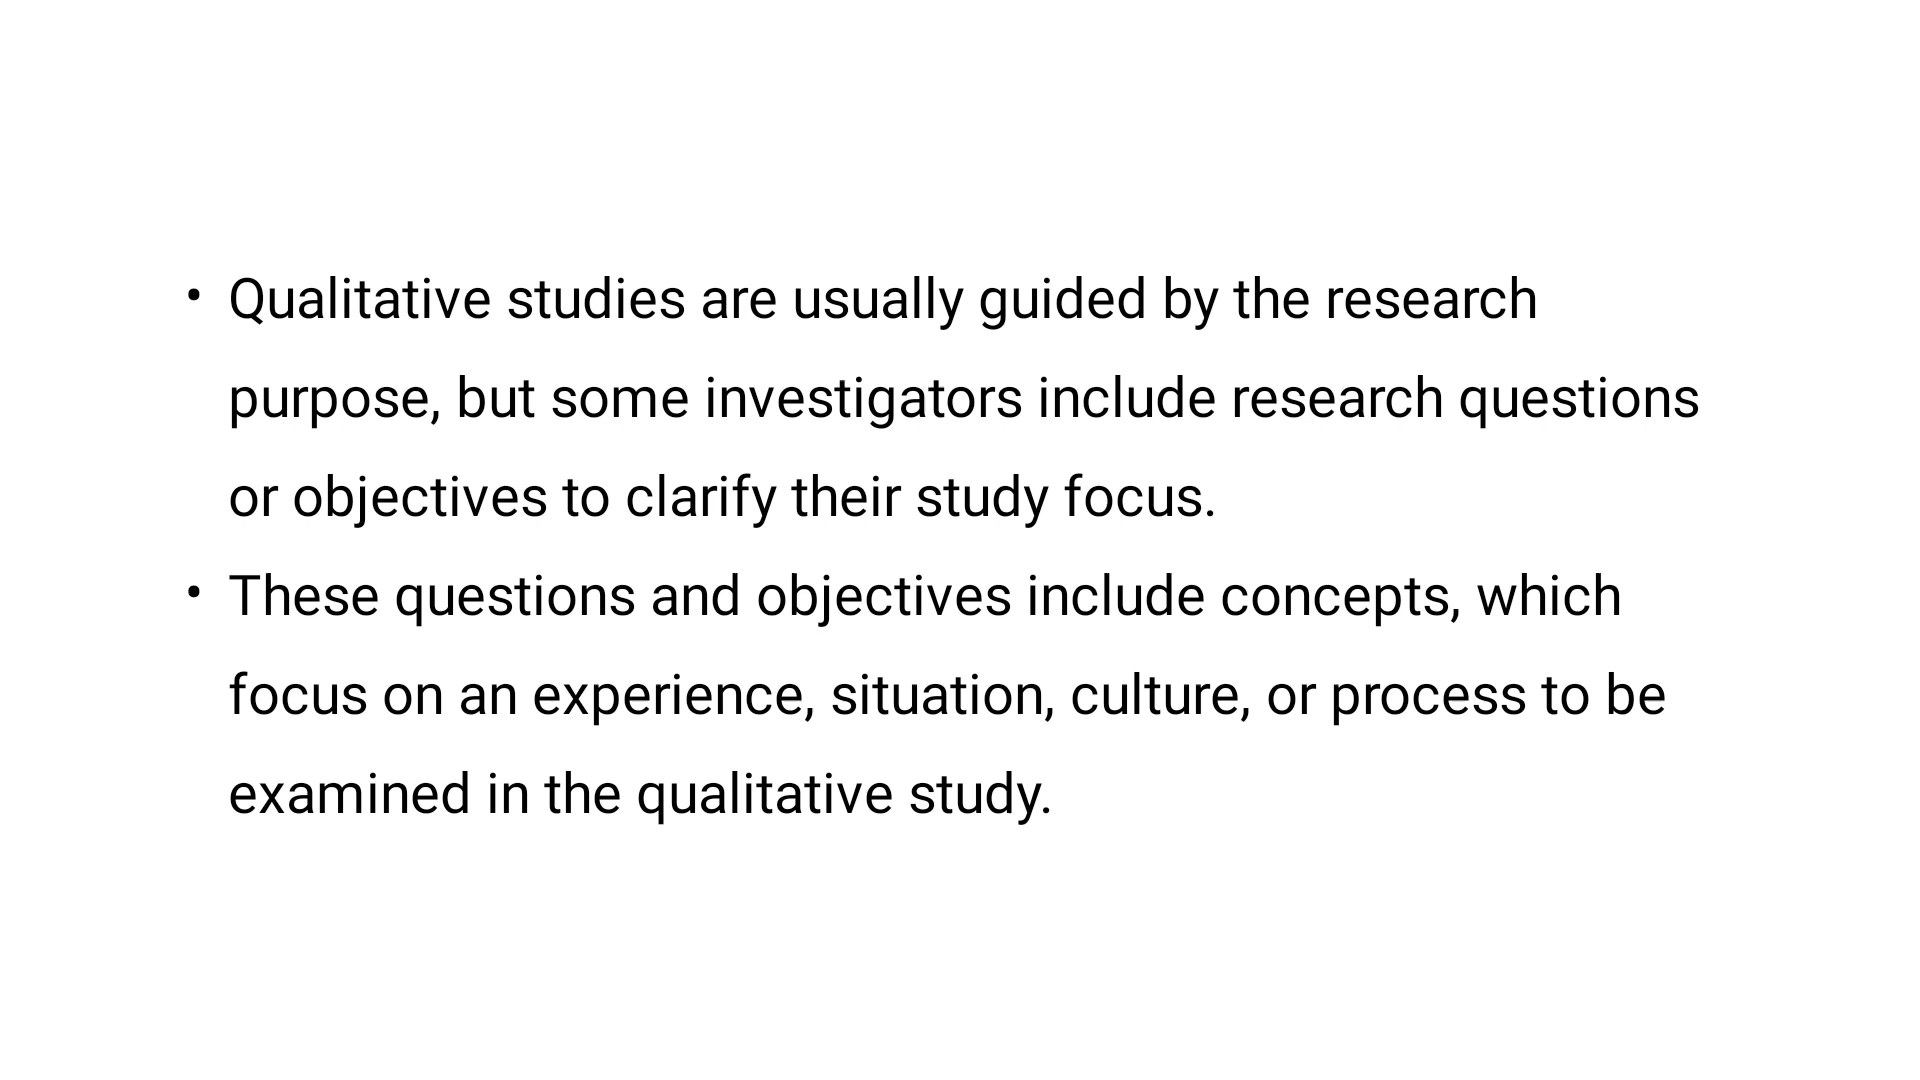 • Qualitative studies are usually guided by the research
purpose, but some investigators include research questions
or objectives to clarify their study focus.
• These questions and objectives include concepts, which
focus on an experience, situation, culture, or process to be
examined in the qualitative study.